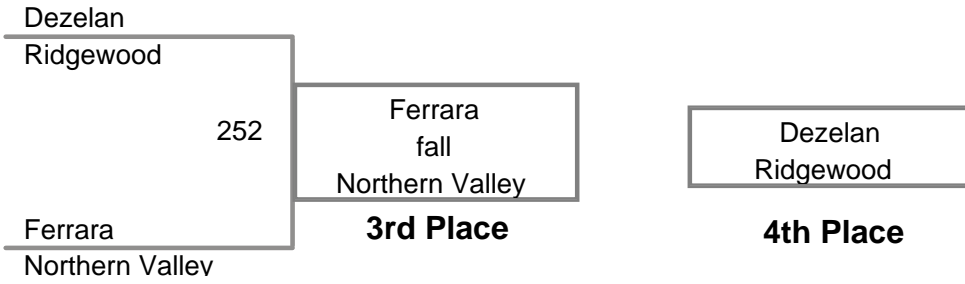 Dezelan
Ridgewood
252
Ferrara
fall
Northern Valley
3rd Place
Dezelan
Ridgewood
4th Place
Ferrara
Northern Valley